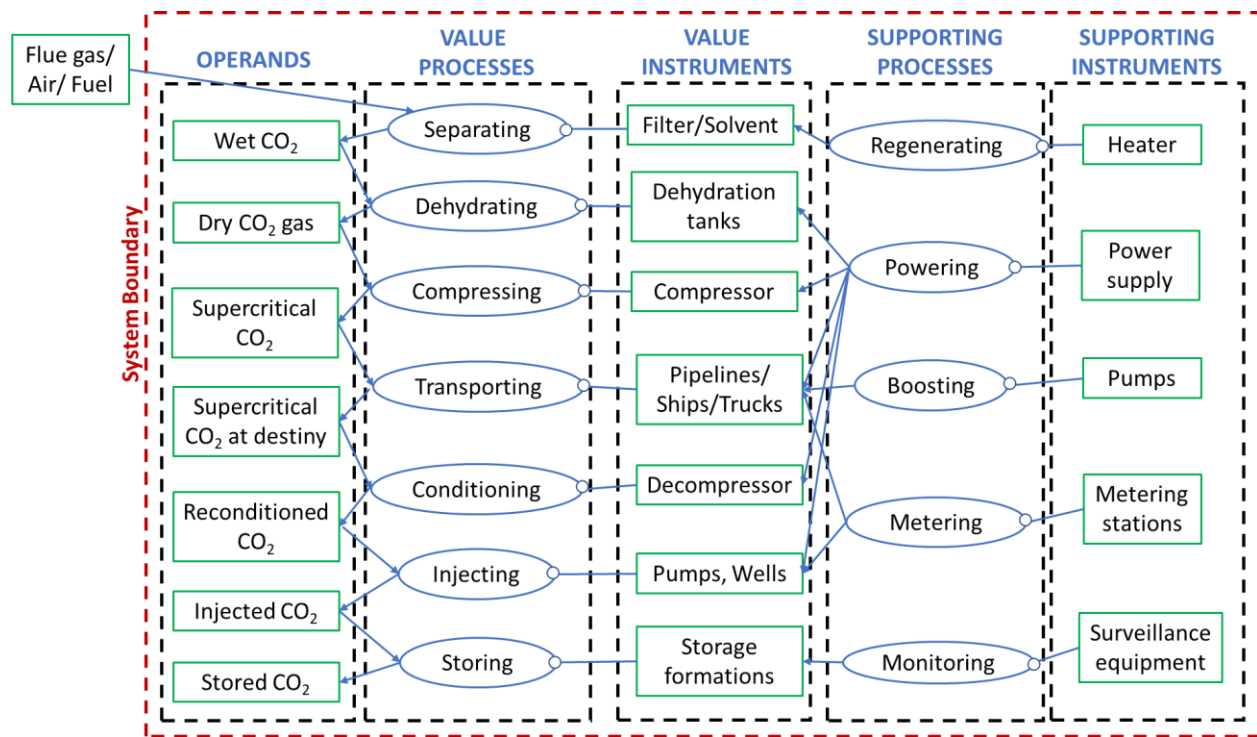 Flue gas/
Air/ Fuel
System Boundary
OPERANDS
Wet CO₂
Dry CO₂ gas
Supercritical
CO₂
Supercritical
CO₂ at destiny
Reconditioned
CO₂
Injected CO₂
Stored CO₂
VALUE
PROCESSES
Separating
Dehydrating
Compressing
Transporting
Conditioning
Injecting
Storing
VALUE
INSTRUMENTS
Filter/Solvent
Dehydration
tanks
Compressor
Pipelines/
Ships/Trucks
Decompressor
Pumps, Wells
Storage
formations
SUPPORTING
PROCESSES
Regenerating
Powering
Boosting
Metering
Monitoring
SUPPORTING
INSTRUMENTS
Heater
Power
supply
Pumps
Metering
stations
Surveillance
equipment